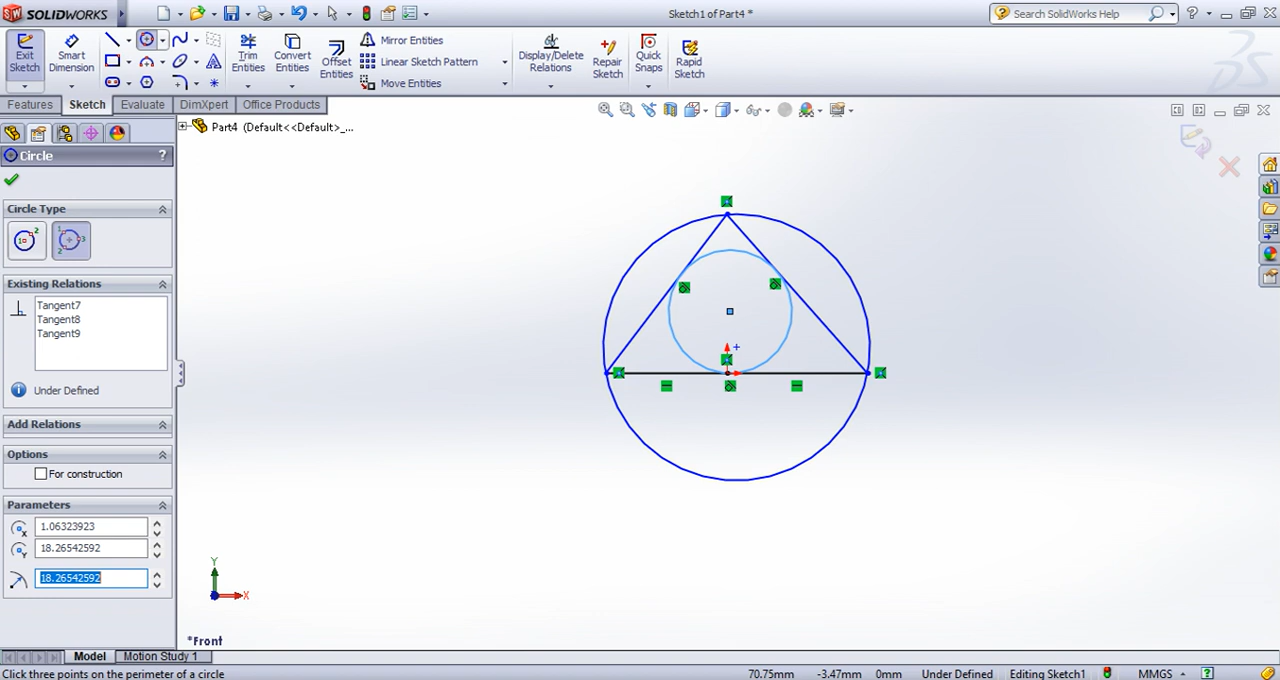 SW SOLIDWORKS
Sketch1 of Part4 *
Search SolidWorks Help
Exit Sketch
Smart Dimension
Trim Entities
Convert Entities
Offset Entities
Mirror Entities
Linear Sketch Pattern
Move Entities
Display/Delete Relations
Repair Sketch
Quick Snaps
Rapid Sketch
Features
Sketch
Evaluate
DimXpert
Office Products
Part4 (Default<<Default>_...
Circle
?
Circle Type
Existing Relations
Tangent7
Tangent8
Tangent9
Under Defined
Add Relations
Options
For construction
Parameters
1.06323923
18.26542592
18.26542592
Y
X
*Front
Model
Motion Study 1
Click three points on the perimeter of a circle
70.75mm
-3.47mm
0mm
Under Defined
Editing Sketch1
MMGS
?